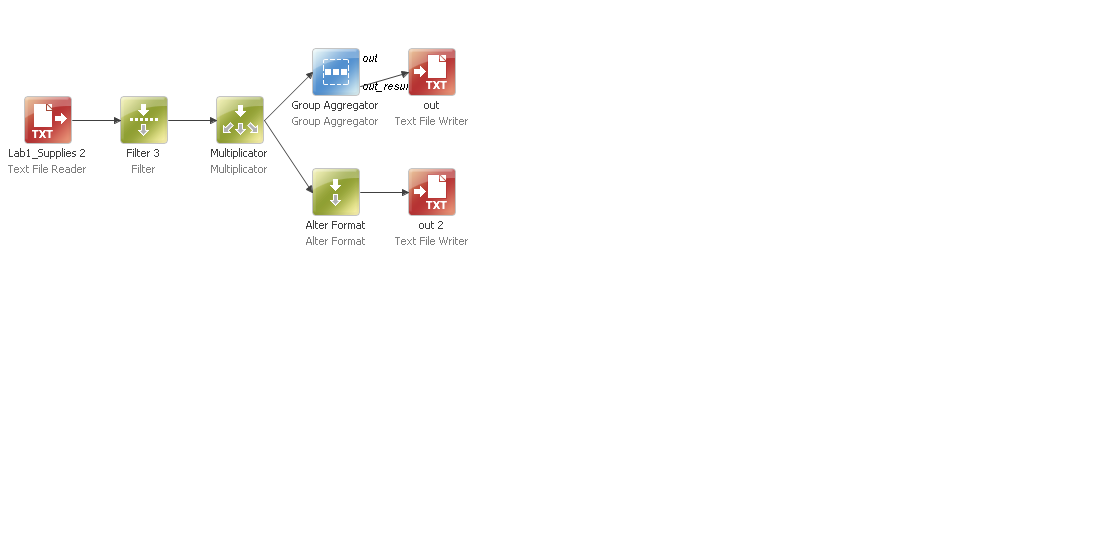 out
out_resu
TXT
Group Aggregator
Group Aggregator
TXT
out
Text File Writer
TXT
Lab1_Supplies 2
Text File Reader
Filter 3
Filter
Multiplicator
Multiplicator
Alter Format
Alter Format
TXT
out 2
Text File Writer